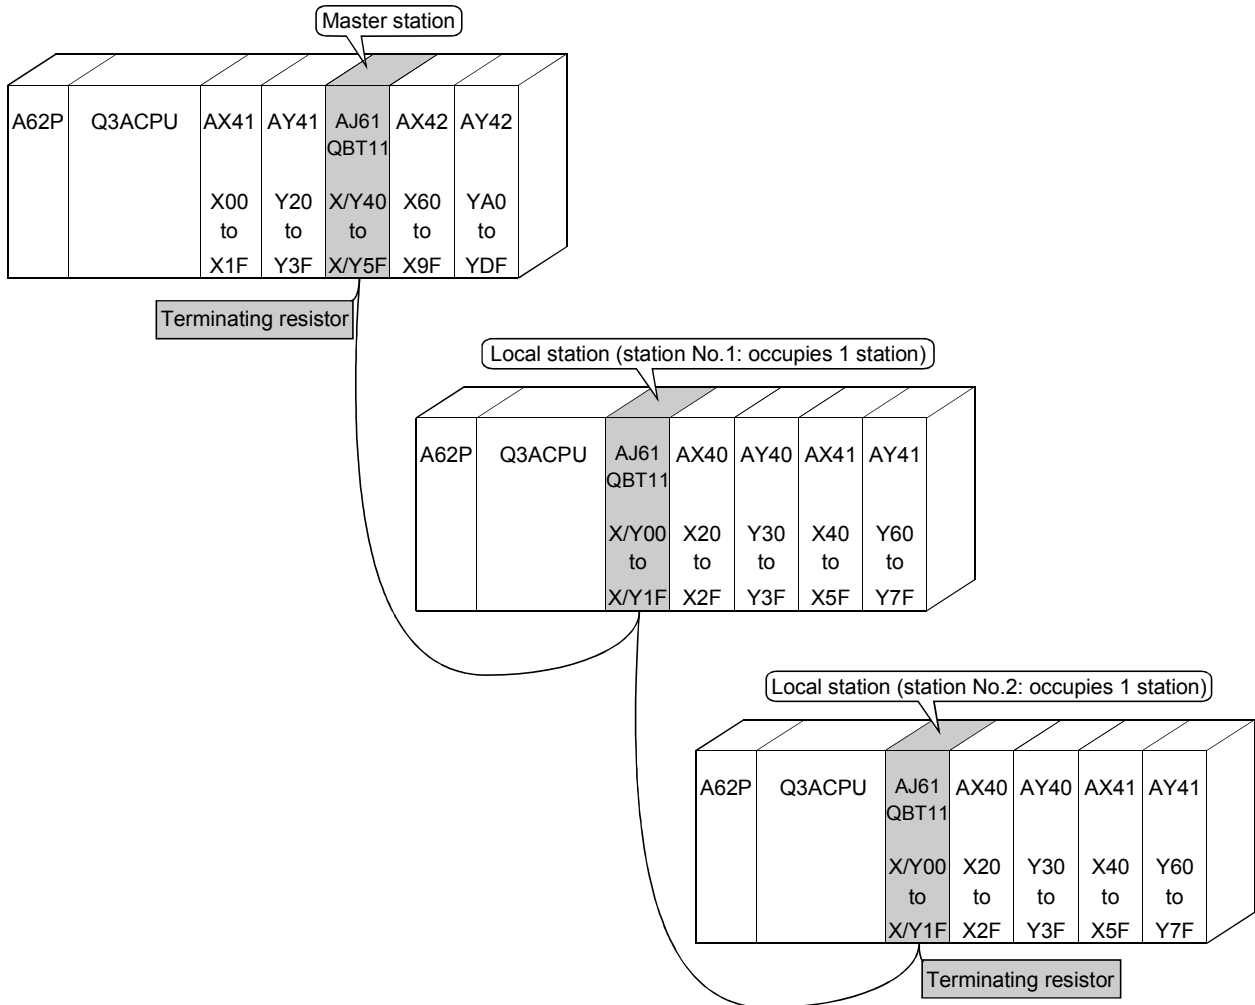 Master station
A62P Q3ACPU AX41 AY41 AJ61 AX42 AY42
QBT11
X00 Y20 X/Y40 X60 YA0
to to to to to
X1F Y3F X/Y5F X9F YDF
Terminating resistor
Local station (station No.1: occupies 1 station)
A62P Q3ACPU AJ61 AX40 AY40 AX41 AY41
QBT11
X/Y00 X20 Y30 X40 Y60
to to to to to
X/Y1F X2F Y3F X5F Y7F
Local station (station No.2: occupies 1 station)
A62P Q3ACPU AJ61 AX40 AY40 AX41 AY41
QBT11
X/Y00 X20 Y30 X40 Y60
to to to to to
X/Y1F X2F Y3F X5F Y7F
Terminating resistor